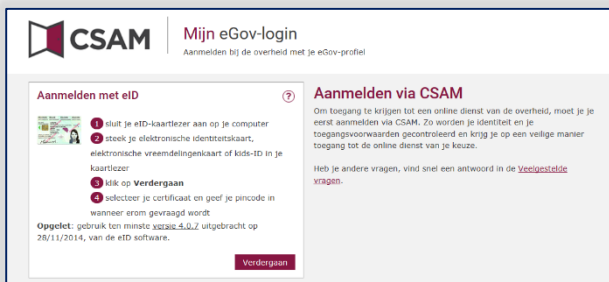 CSAM
Mijn eGov-login
Aanmelden bij de overheid met je eGov-profiel
Aanmelden met eID
?
1 sluit je eID-kaartlezer aan op je computer
2 steek je elektronische identiteitskaart,
elektronische vreemdelingenkaart of kids-ID in je
kaartlezer
3 klik op Verdergaan
4 selecteer je certificaat en geef je pincode in
wanneer erom gevraagd wordt
Opgelet: gebruik ten minste versie 4.0.7 uitgebracht op
28/11/2014, van de eID software.
Verdergaan
Aanmelden via CSAM
Om toegang te krijgen tot een online dienst van de overheid, moet je je
eerst aanmelden via CSAM. Zo worden je identiteit en je
toegangsvoorwaarden gecontroleerd en krijg je op een veilige manier
toegang tot de online dienst van je keuze.
Heb je andere vragen, vind snel een antwoord in de Veelgestelde
vragen.